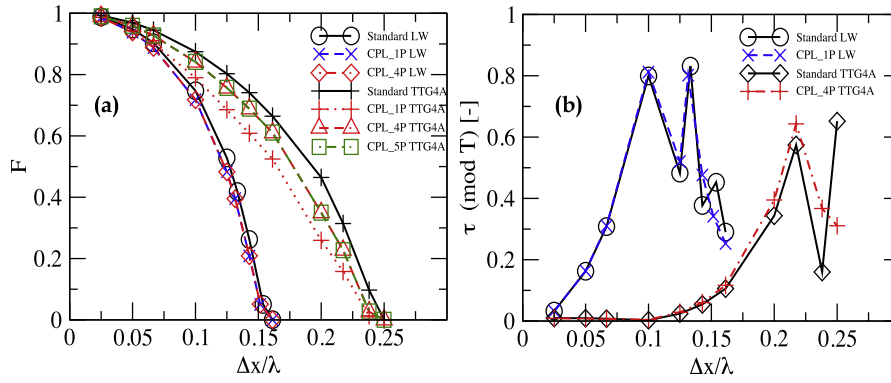 1
0.8
0.6
0.4
0.2
0
F
(a)
Standard LW
CPL_1P LW
CPL_4P LW
Standard TTG4A
CPL_1P TTG4A
CPL_4P TTG4A
CPL_5P TTG4A
0 0.05 0.1 0.15 0.2 0.25
Δx/λ
1
0.8
0.6
0.4
0.2
0
τ (mod T) [-]
(b)
Standard LW
CPL_1P LW
Standard TTG4A
CPL_4P TTG4A
0 0.05 0.1 0.15 0.2 0.25
Δx/λ